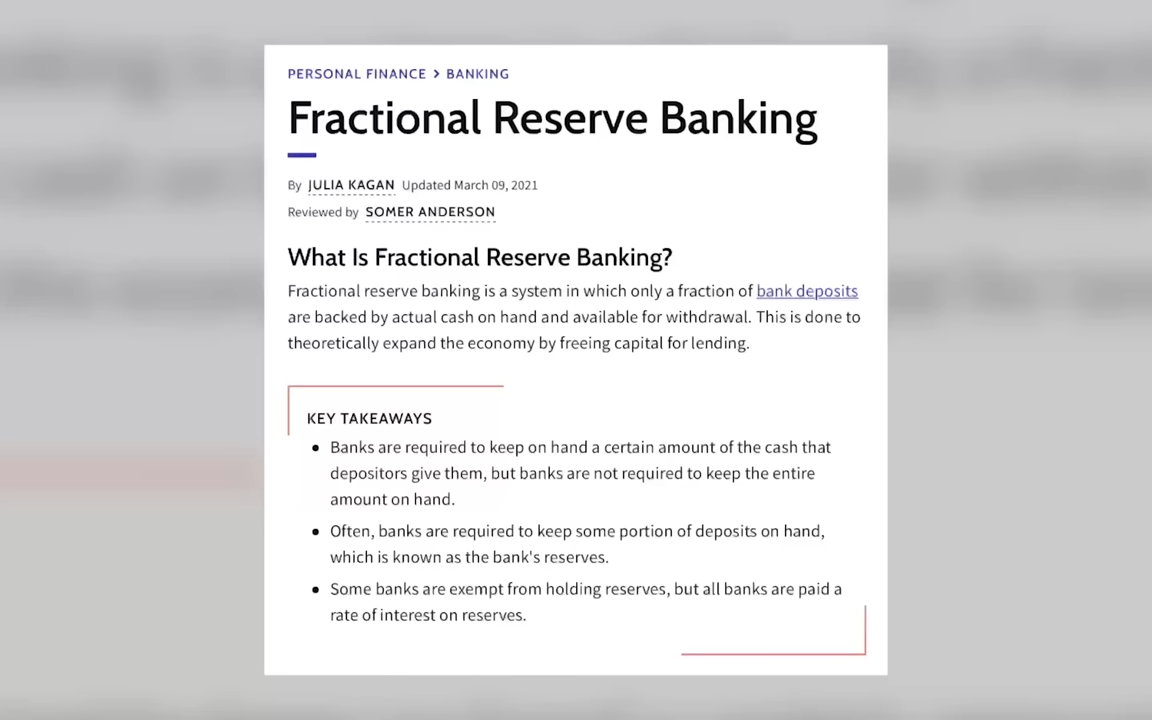 PERSONAL FINANCE > BANKING
Fractional Reserve Banking
By JULIA KAGAN Updated March 09, 2021
Reviewed by SOMER ANDERSON
What Is Fractional Reserve Banking?
Fractional reserve banking is a system in which only a fraction of bank deposits
are backed by actual cash on hand and available for withdrawal. This is done to
theoretically expand the economy by freeing capital for lending.
KEY TAKEAWAYS
• Banks are required to keep on hand a certain amount of the cash that
depositors give them, but banks are not required to keep the entire
amount on hand.
• Often, banks are required to keep some portion of deposits on hand,
which is known as the bank's reserves.
• Some banks are exempt from holding reserves, but all banks are paid a
rate of interest on reserves.